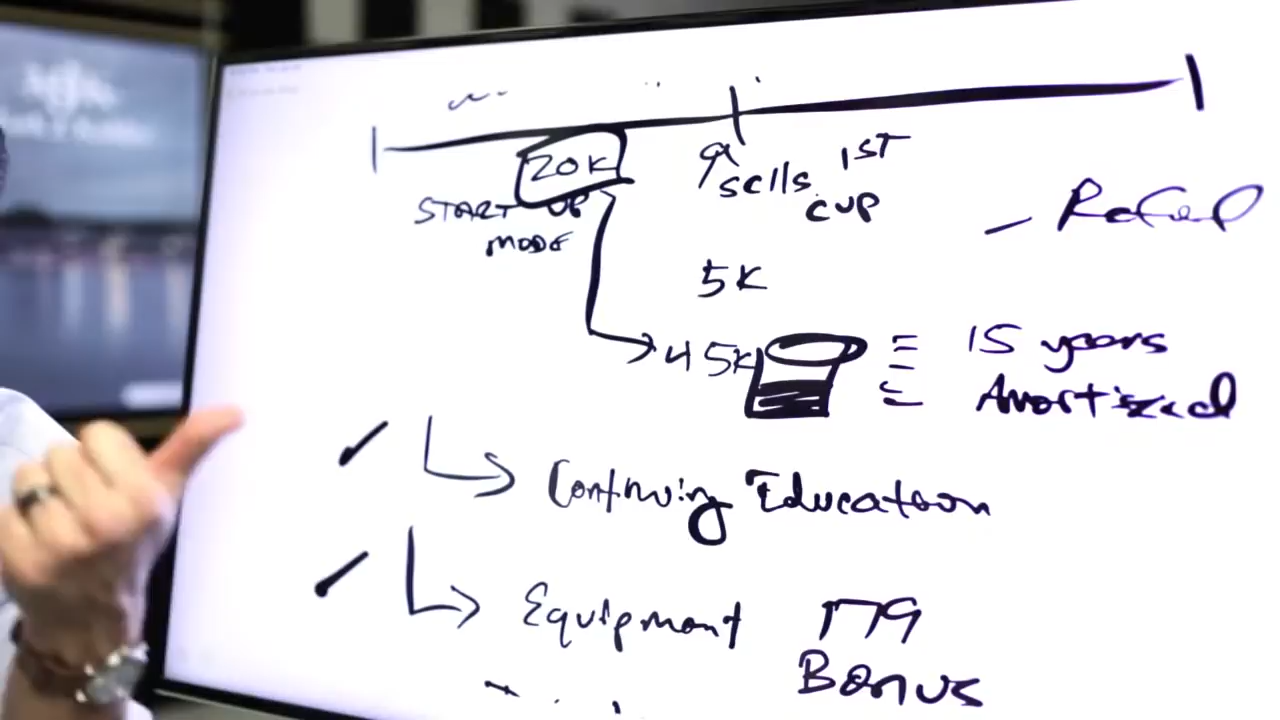 20K
START UP
MODE
sells 1ST
CUP
5K
45K
15 years
Amortized
Continuing Education
Equipment 179
Bonus